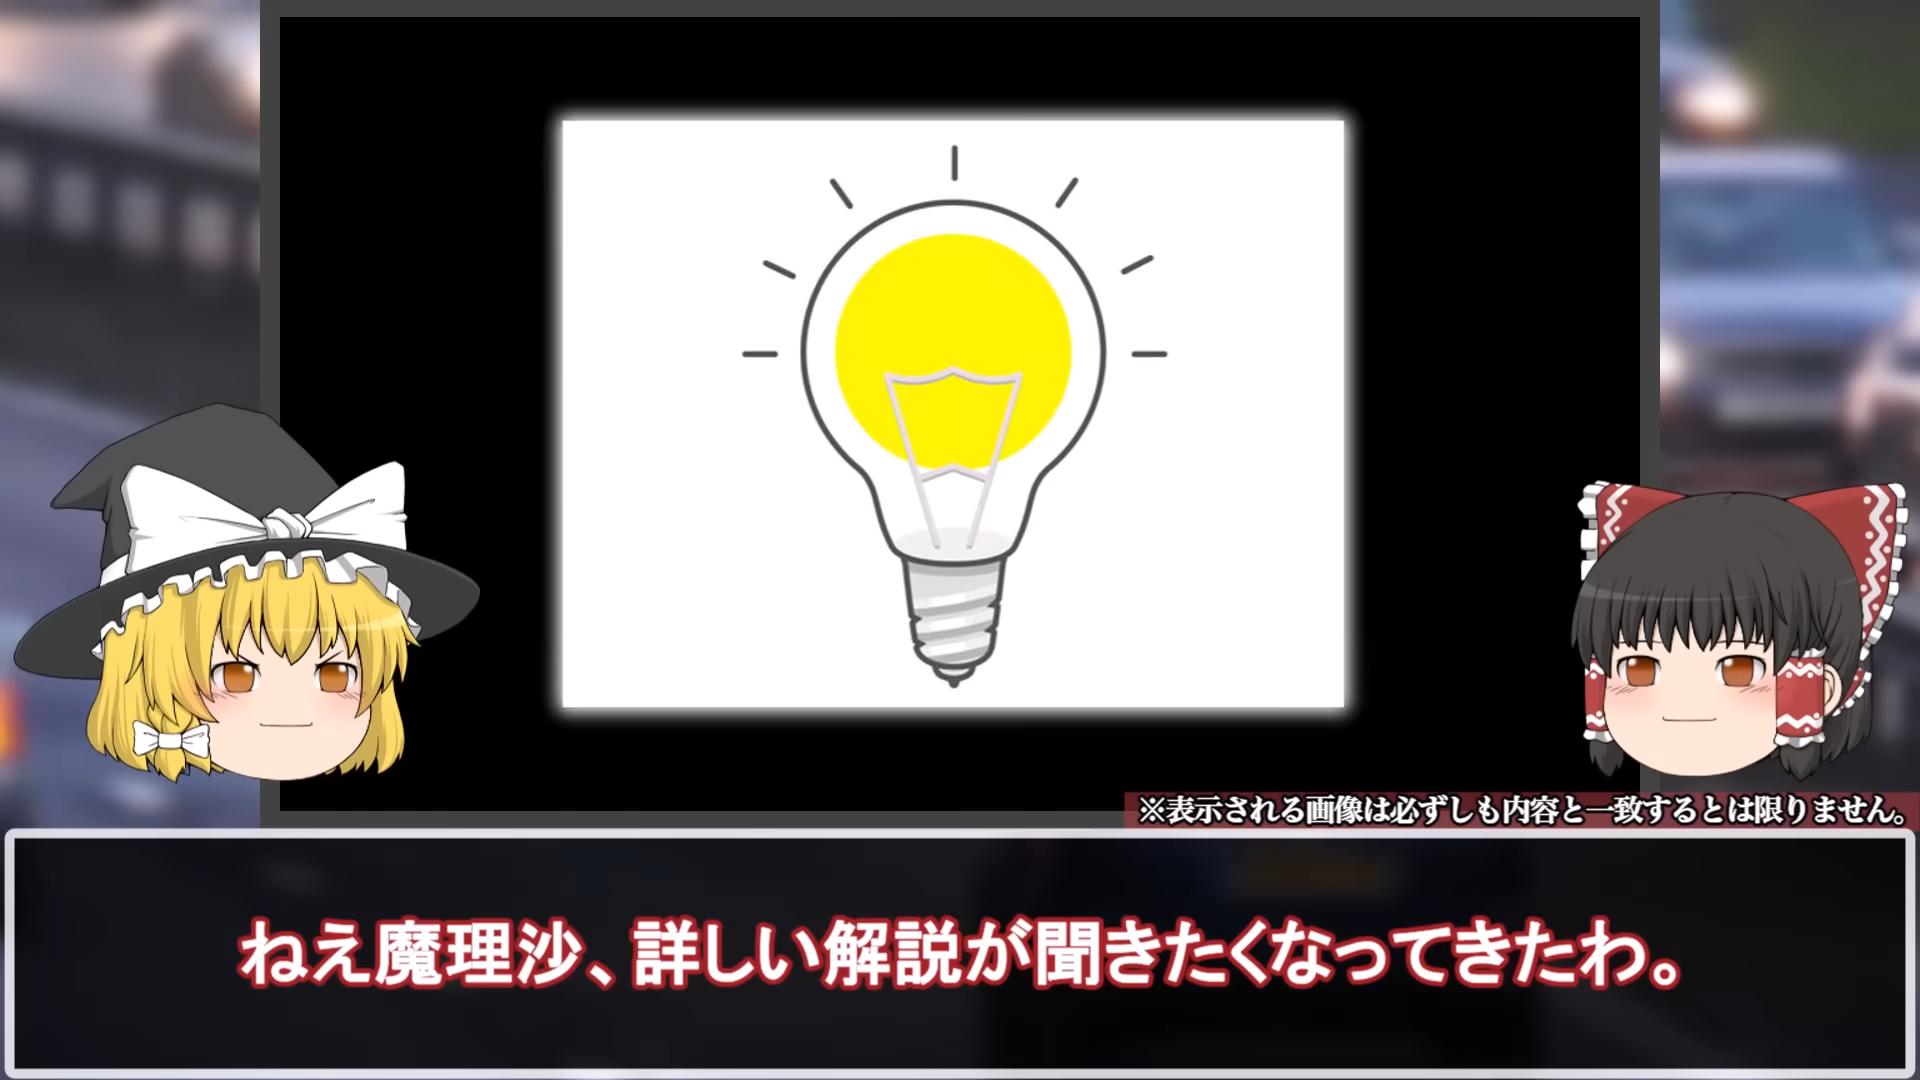 ※表示される画像は必ずしも内容と一致するとは限りません。
ねえ魔理沙、詳しい解説が聞きたくなってきたわ。